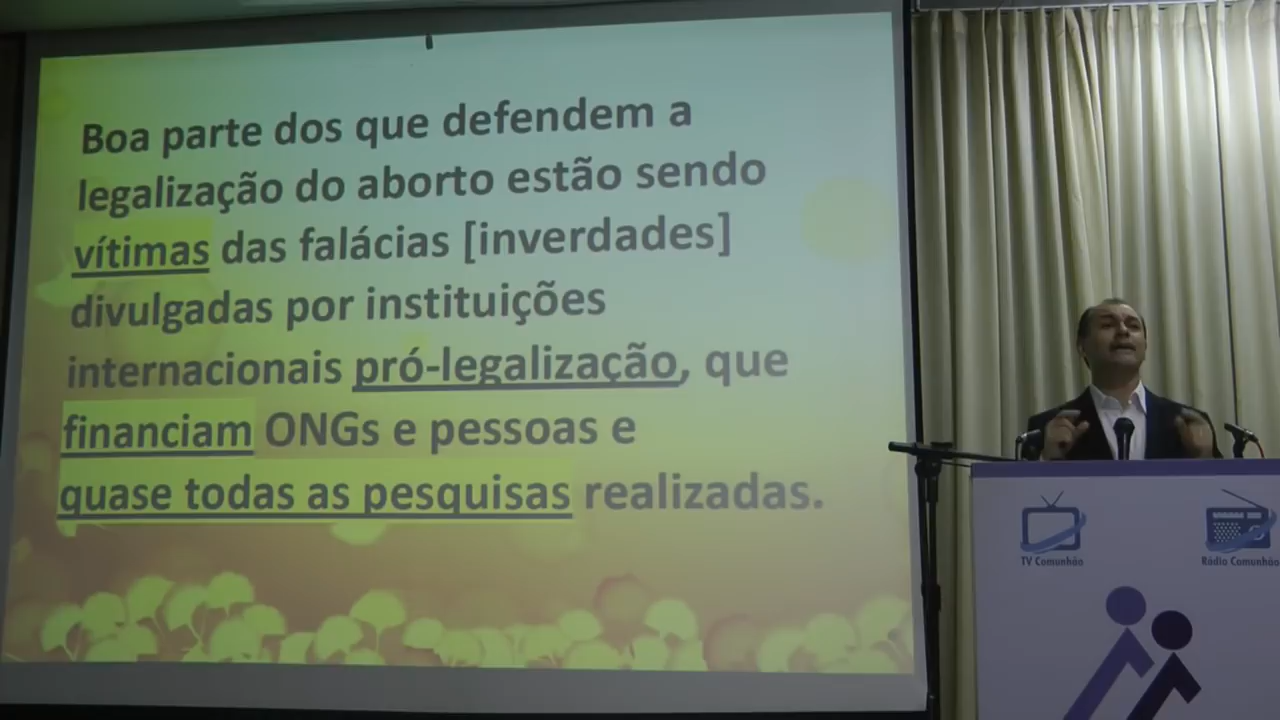 Boa parte dos que defendem a
legalização do aborto estão sendo
vítimas das falácias [inverdades]
divulgadas por instituições
internacionais pró-legalização, que
financiam ONGs e pessoas e
quase todas as pesquisas realizadas.
TV Comunhão
Rádio Comunhão